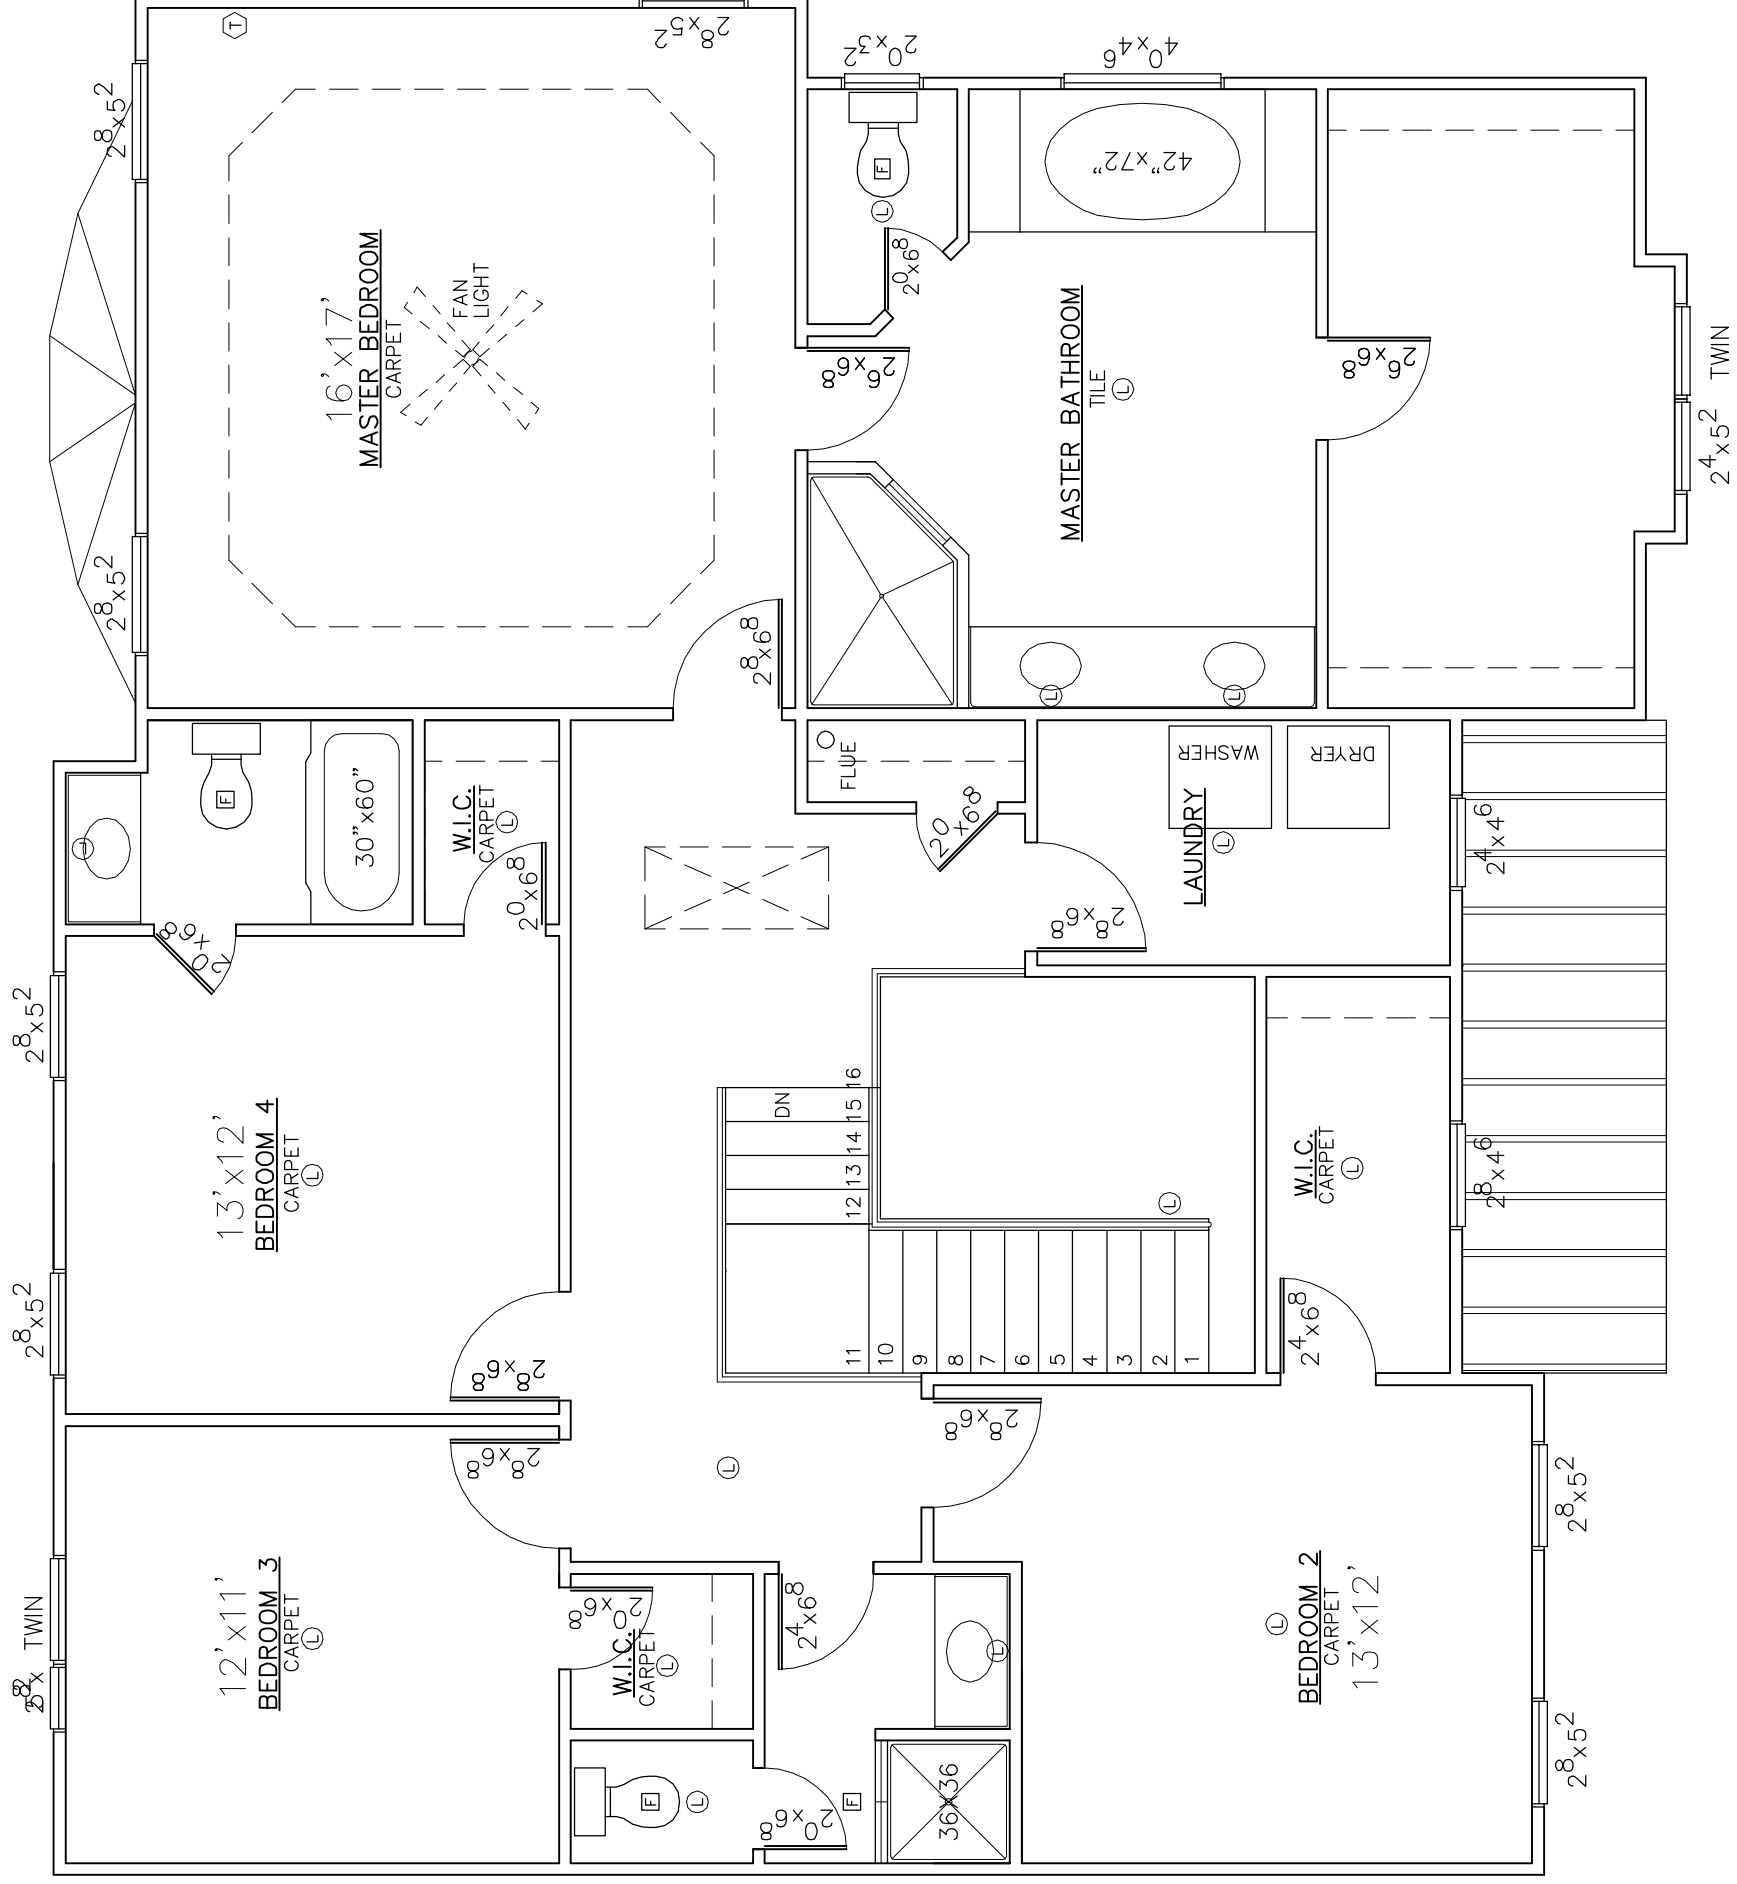 T
2⁸x5²
2⁰x3²
4⁰x4⁶
2⁸x5²
16'x17'
MASTER BEDROOM
CARPET
FAN
LIGHT
F
L
2⁰x6⁸
42"x72"
2⁶x6⁸
MASTER BATHROOM
TILE
L
2⁶x6⁸
2⁴x5² TWIN
2⁸x5²
2⁸x6⁸
L
L
L
F
30"x60"
W.I.C.
CARPET
L
2⁰x6⁸
2⁰x6⁸
FLUE
2⁰x6⁸
WASHER
DRYER
LAUNDRY
L
2⁸x6⁸
2⁴x4⁶
2⁸x5²
13'x12'
BEDROOM 4
CARPET
L
2⁸x5²
2⁸x6⁸
DN
16
15
14
13
12
11
10
9
8
7
6
5
4
3
2
1
L
W.I.C.
CARPET
L
2⁸x4⁶
2⁴x6⁸
2⁸x6⁸
2⁸x6⁸
L
TWIN
12'x11'
BEDROOM 3
CARPET
L
2⁰x6⁸
W.I.C.
CARPET
L
2⁴x6⁸
L
F
L
2⁰x6⁸
F
36x36
L
BEDROOM 2
CARPET
13'x12'
2⁸x5²
2⁸x5²